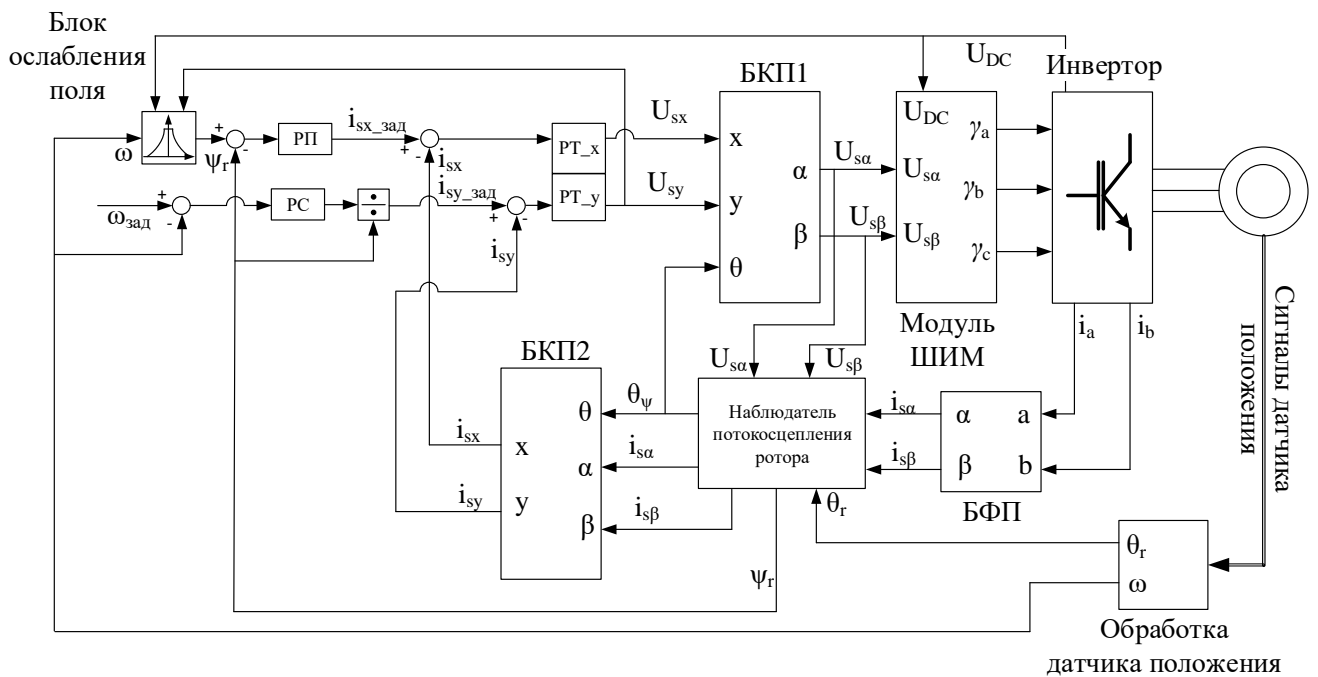 Блок
ослабления
поля
U_DC
Инвертор
БКП1
ω
ψ_r
+
-
РП
i_sx_зад
+
-
i_sx
РТ_x
U_sx
x
y
θ
α
β
U_sα
U_sβ
U_DC
U_sα
U_sβ
γ_a
γ_b
γ_c
Модуль
ШИМ
ω_зад
+
-
РС
÷
i_sy_зад
+
-
i_sy
РТ_y
U_sy
i_a
i_b
Сигналы датчика
положения
U_sα
U_sβ
БКП2
θ
x
α
y
β
i_sx
i_sy
θ_ψ
i_sα
i_sβ
Наблюдатель
потокосцепления
ротора
i_sα
i_sβ
α
a
β
b
БФП
θ_r
ψ_r
θ_r
ω
Обработка
датчика положения